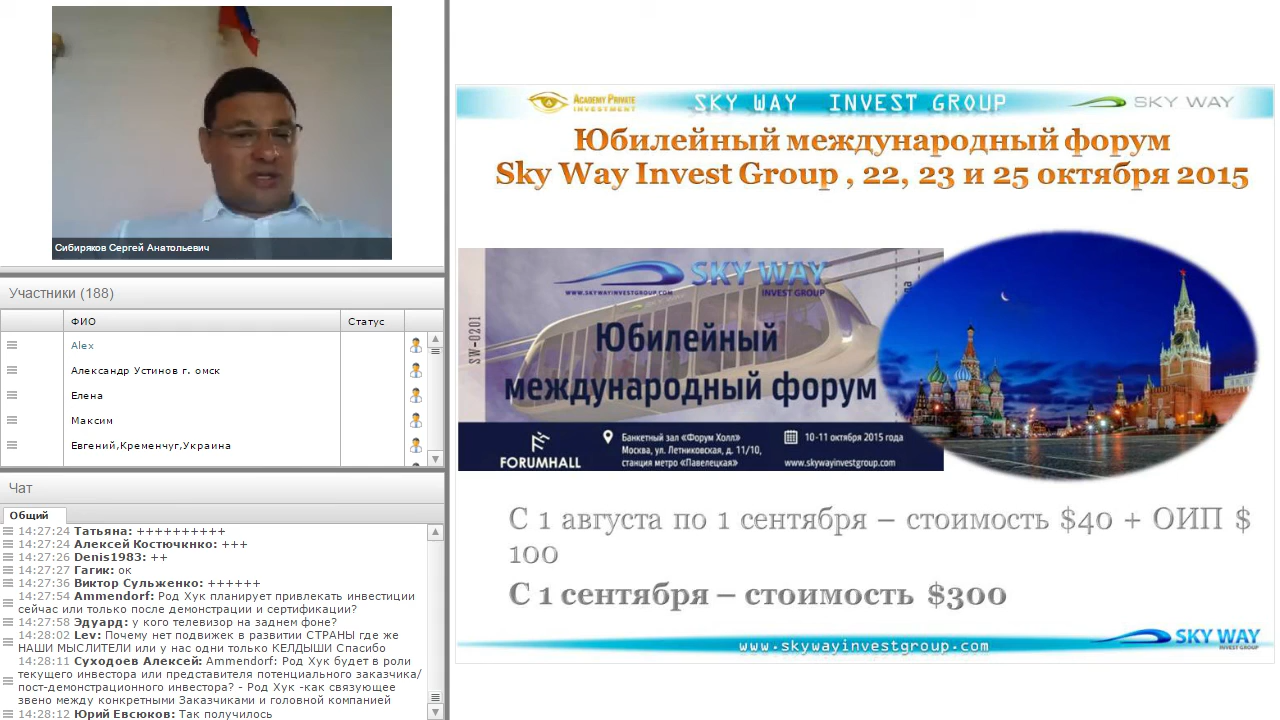 Сибиряков Сергей Анатольевич
Участники (188)
ФИО
Статус
Alex
Александр Устинов г. омск
Елена
Максим
Евгений,Кременчуг,Украина
Чат
Общий
14:27:24 Татьяна: ++++++++++
14:27:24 Алексей Костючкнко: +++
14:27:26 Denis1983: ++
14:27:27 Гагик: ок
14:27:36 Виктор Сульженко: ++++++
14:27:54 Ammendorf: Род Хук планирует привлекать инвестиции
сейчас или только после демонстрации и сертификации?
14:27:58 Эдуард: у кого телевизор на заднем фоне?
14:28:02 Lev: Почему нет подвижек в развитии СТРАНЫ где же
НАШИ МЫСЛИТЕЛИ или у нас одни только КЕЛДЫШИ Спасибо
14:28:11 Суходоев Алексей: Ammendorf: Род Хук будет в роли
текущего инвестора или представителя потенциального заказчика/
пост-демонстрационного инвестора? - Род Хук -как связующее
звено между конкретными Заказчиками и головной компанией
14:28:12 Юрий Евсюков: Так получилось
ACADEMY PRIVATE
INVESTMENT
SKY WAY INVEST GROUP
SKY WAY
Юбилейный международный форум
Sky Way Invest Group , 22, 23 и 25 октября 2015
SKY WAY
WWW.SKYWAYINVESTGROUP.COM
INVEST GROUP
SW-0201
Юбилейный
международный форум
FORUMHALL
Банкетный зал «Форум Холл»
Москва, ул. Летниковская, д. 11/10,
станция метро «Павелецкая»
10-11 октября 2015 года
www.skywayinvestgroup.com
С 1 августа по 1 сентября – стоимость $40 + ОИП $
100
С 1 сентября – стоимость $300
www.skywayinvestgroup.com
SKY WAY
INVEST GROUP